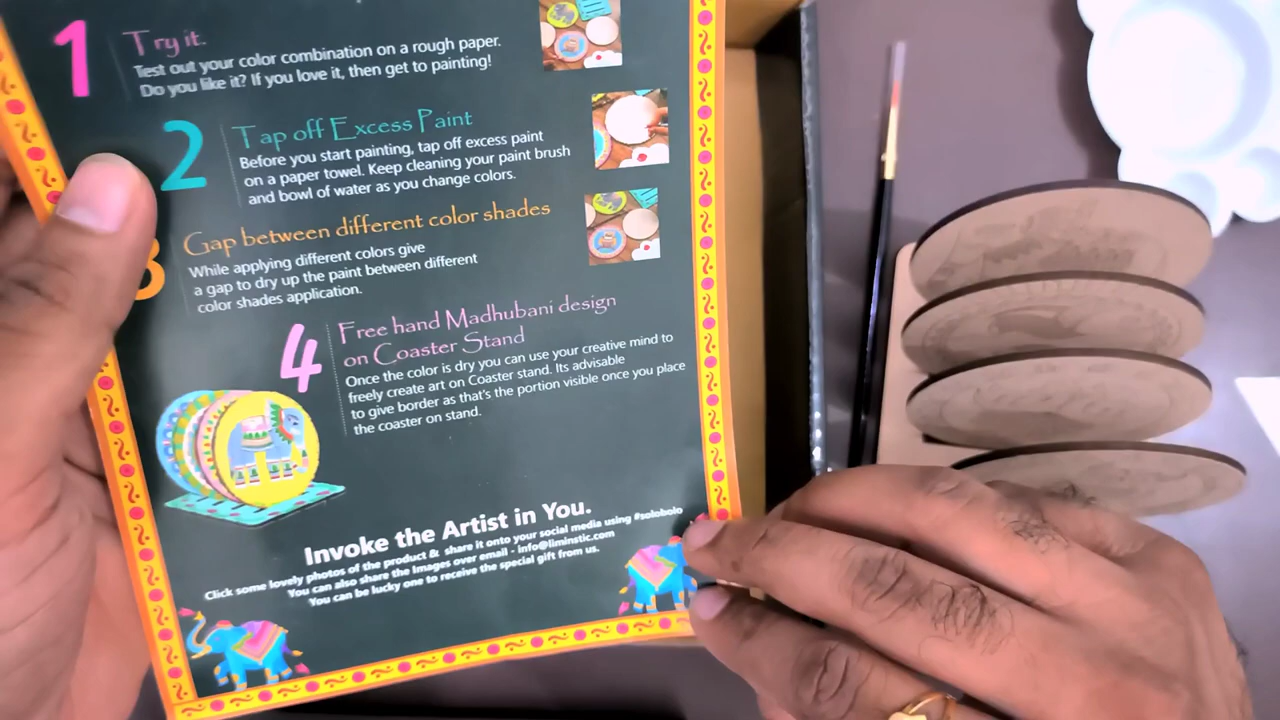 1
Try it.
Test out your color combination on a rough paper.
Do you like it? If you love it, then get to painting!
2
Tap off Excess Paint
Before you start painting, tap off excess paint
on a paper towel. Keep cleaning your paint brush
and bowl of water as you change colors.
3
Gap between different color shades
While applying different colors give
a gap to dry up the paint between different
color shades application.
4
Free hand Madhubani design
on Coaster Stand
Once the color is dry you can use your creative mind to
freely create art on Coaster stand. Its advisable
to give border as that's the portion visible once you place
the coaster on stand.
Invoke the Artist in You.
Click some lovely photos of the product & share it onto your social media using #solobolo
You can also share the Images over email - info@liminstic.com
You can be lucky one to receive the special gift from us.